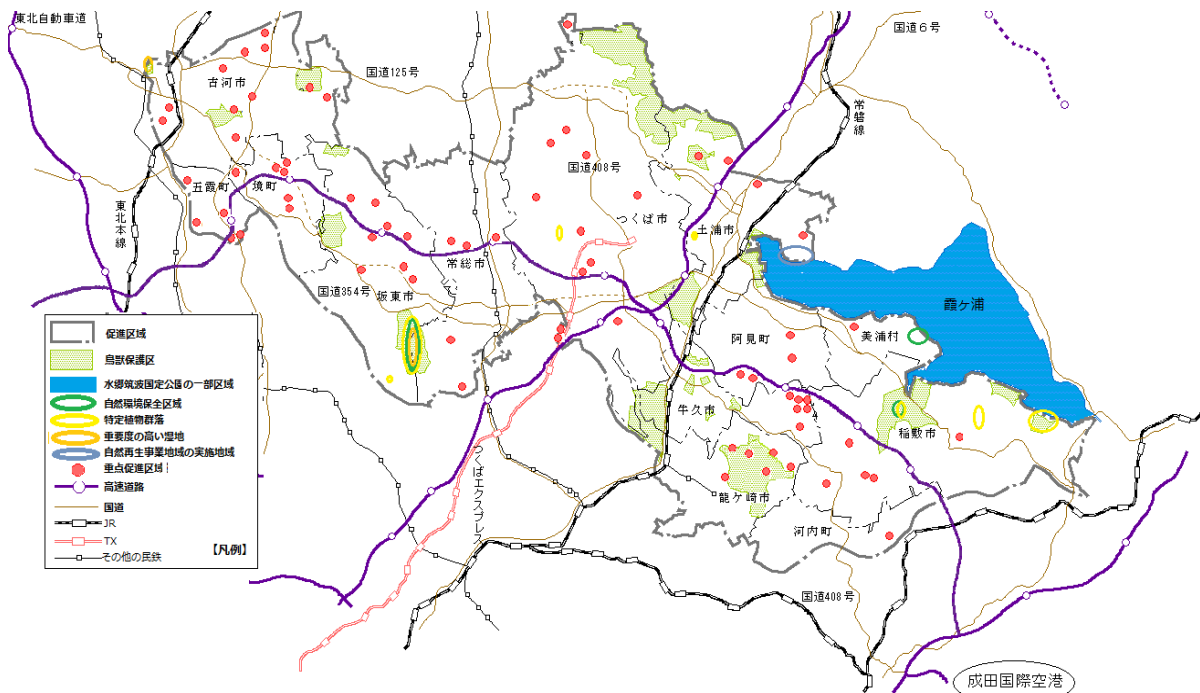 東北自動車道
国道６号
国道125号
古河市
常磐線
国道408号
五霞町
境町
つくば市
土浦市
東北本線
常総市
国道354号
坂東市
霞ヶ浦
阿見町
美浦村
牛久市
稲敷市
つくばエクスプレス
龍ケ崎市
河内町
国道408号
成田国際空港
促進区域
鳥獣保護区
水郷筑波国定公園の一部区域
自然環境保全区域
特定植物群落
重要度の高い湿地
自然再生事業地域の実施地域
重点促進区域
高速道路
国道
JR
TX
その他の民鉄
【凡例】